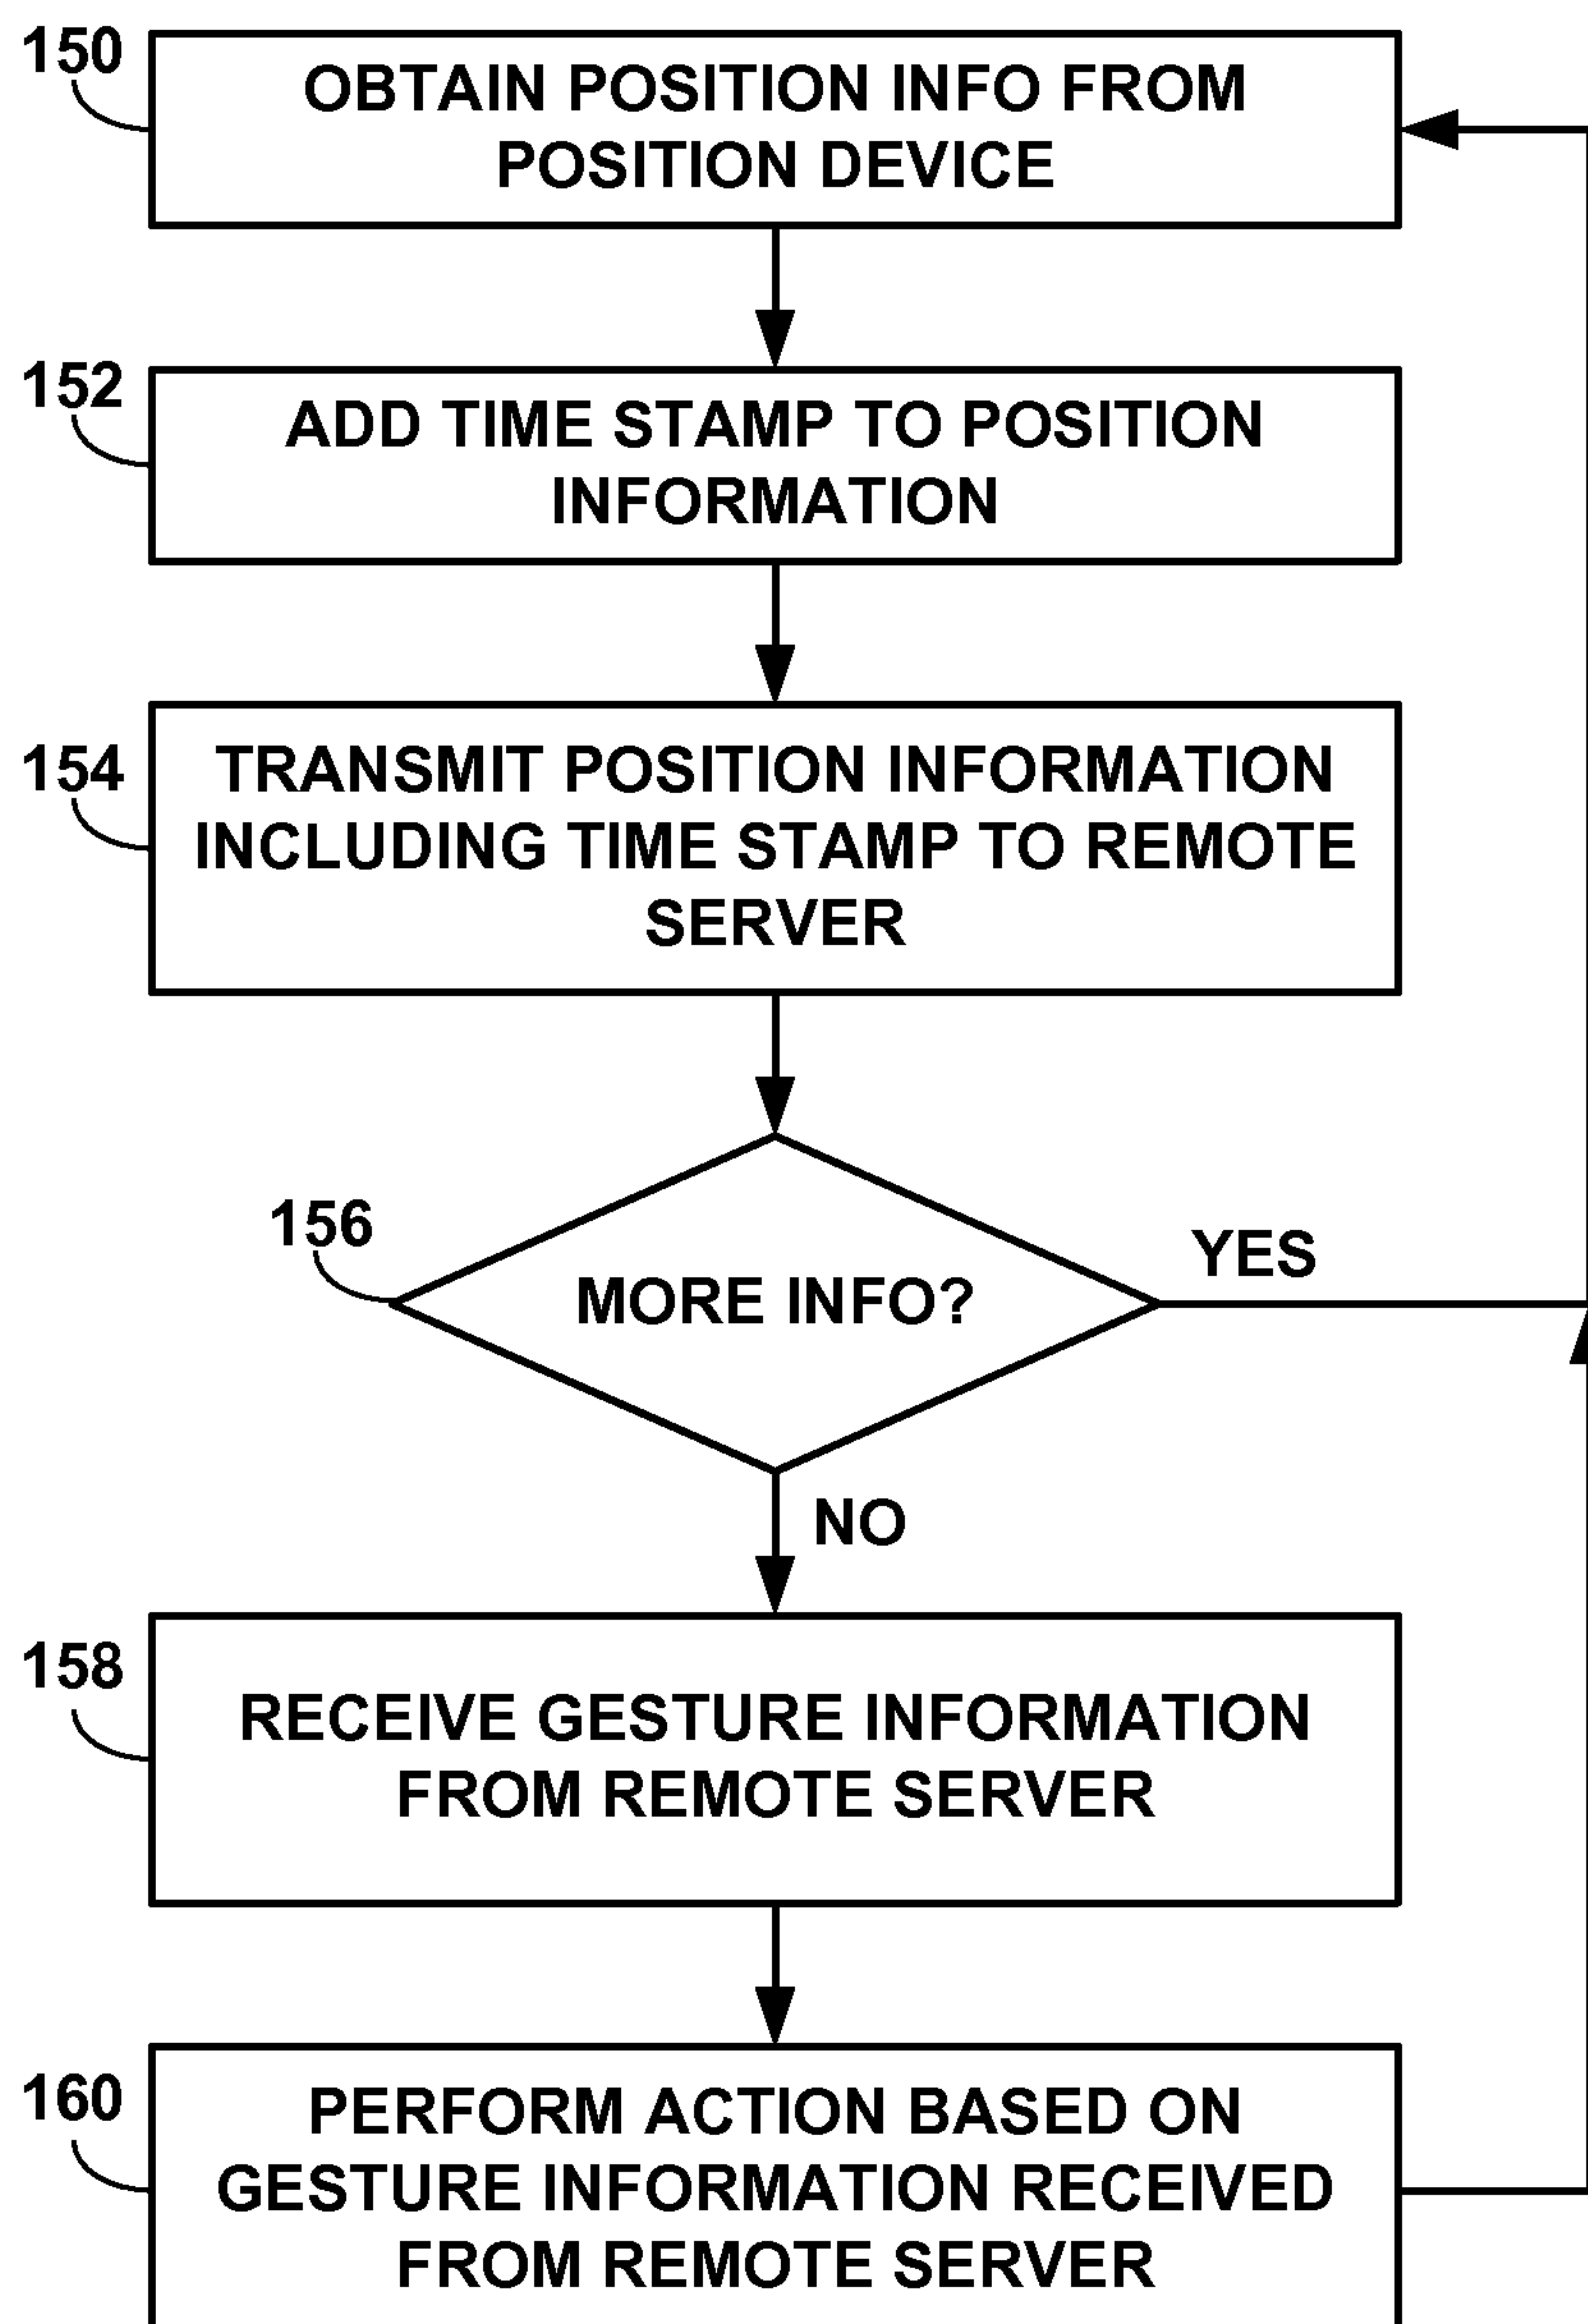 150
OBTAIN POSITION INFO FROM
POSITION DEVICE
152
ADD TIME STAMP TO POSITION
INFORMATION
154
TRANSMIT POSITION INFORMATION
INCLUDING TIME STAMP TO REMOTE
SERVER
156
MORE INFO?
YES
NO
158
RECEIVE GESTURE INFORMATION
FROM REMOTE SERVER
160
PERFORM ACTION BASED ON
GESTURE INFORMATION RECEIVED
FROM REMOTE SERVER